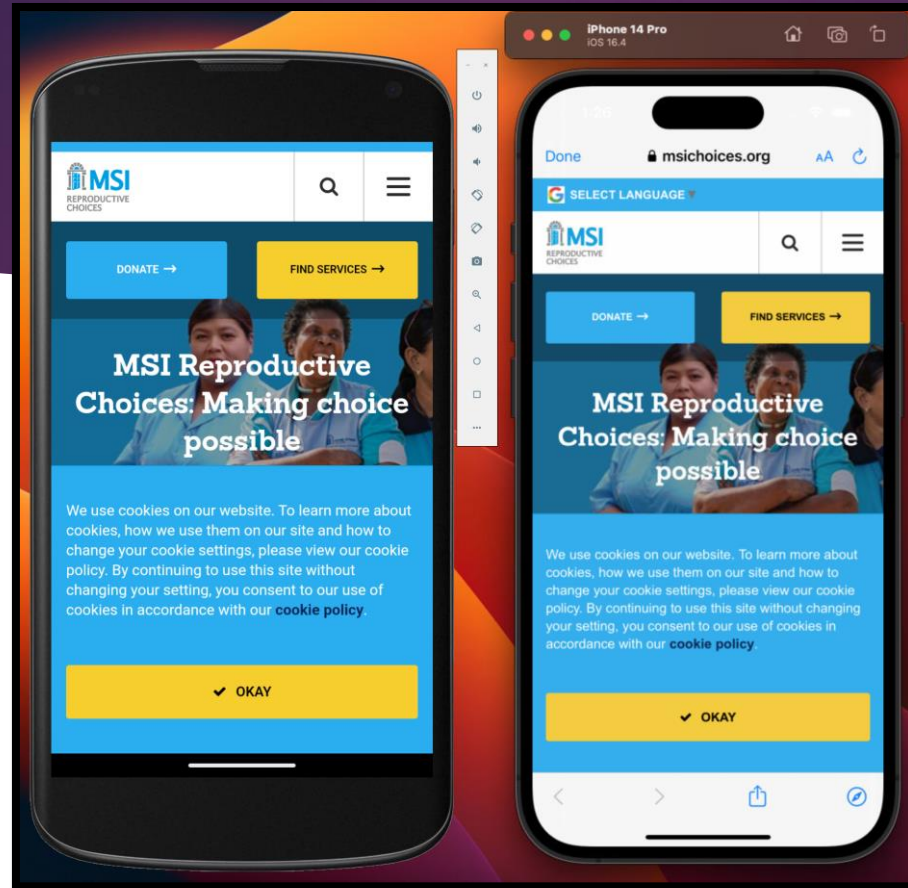 MSI
REPRODUCTIVE
CHOICES
DONATE →
FIND SERVICES →
MSI Reproductive
Choices: Making choice
possible
We use cookies on our website. To learn more about
cookies, how we use them on our site and how to
change your cookie settings, please view our cookie
policy. By continuing to use this site without
changing your setting, you consent to our use of
cookies in accordance with our cookie policy.
✔ OKAY
iPhone 14 Pro
iOS 16.4
Done
msichoices.org
AA
G SELECT LANGUAGE ▼
MSI
REPRODUCTIVE
CHOICES
DONATE →
FIND SERVICES →
MSI Reproductive
Choices: Making choice
possible
We use cookies on our website. To learn more about
cookies, how we use them on our site and how to
change your cookie settings, please view our cookie
policy. By continuing to use this site without changing
your setting, you consent to our use of cookies in
accordance with our cookie policy.
✔ OKAY